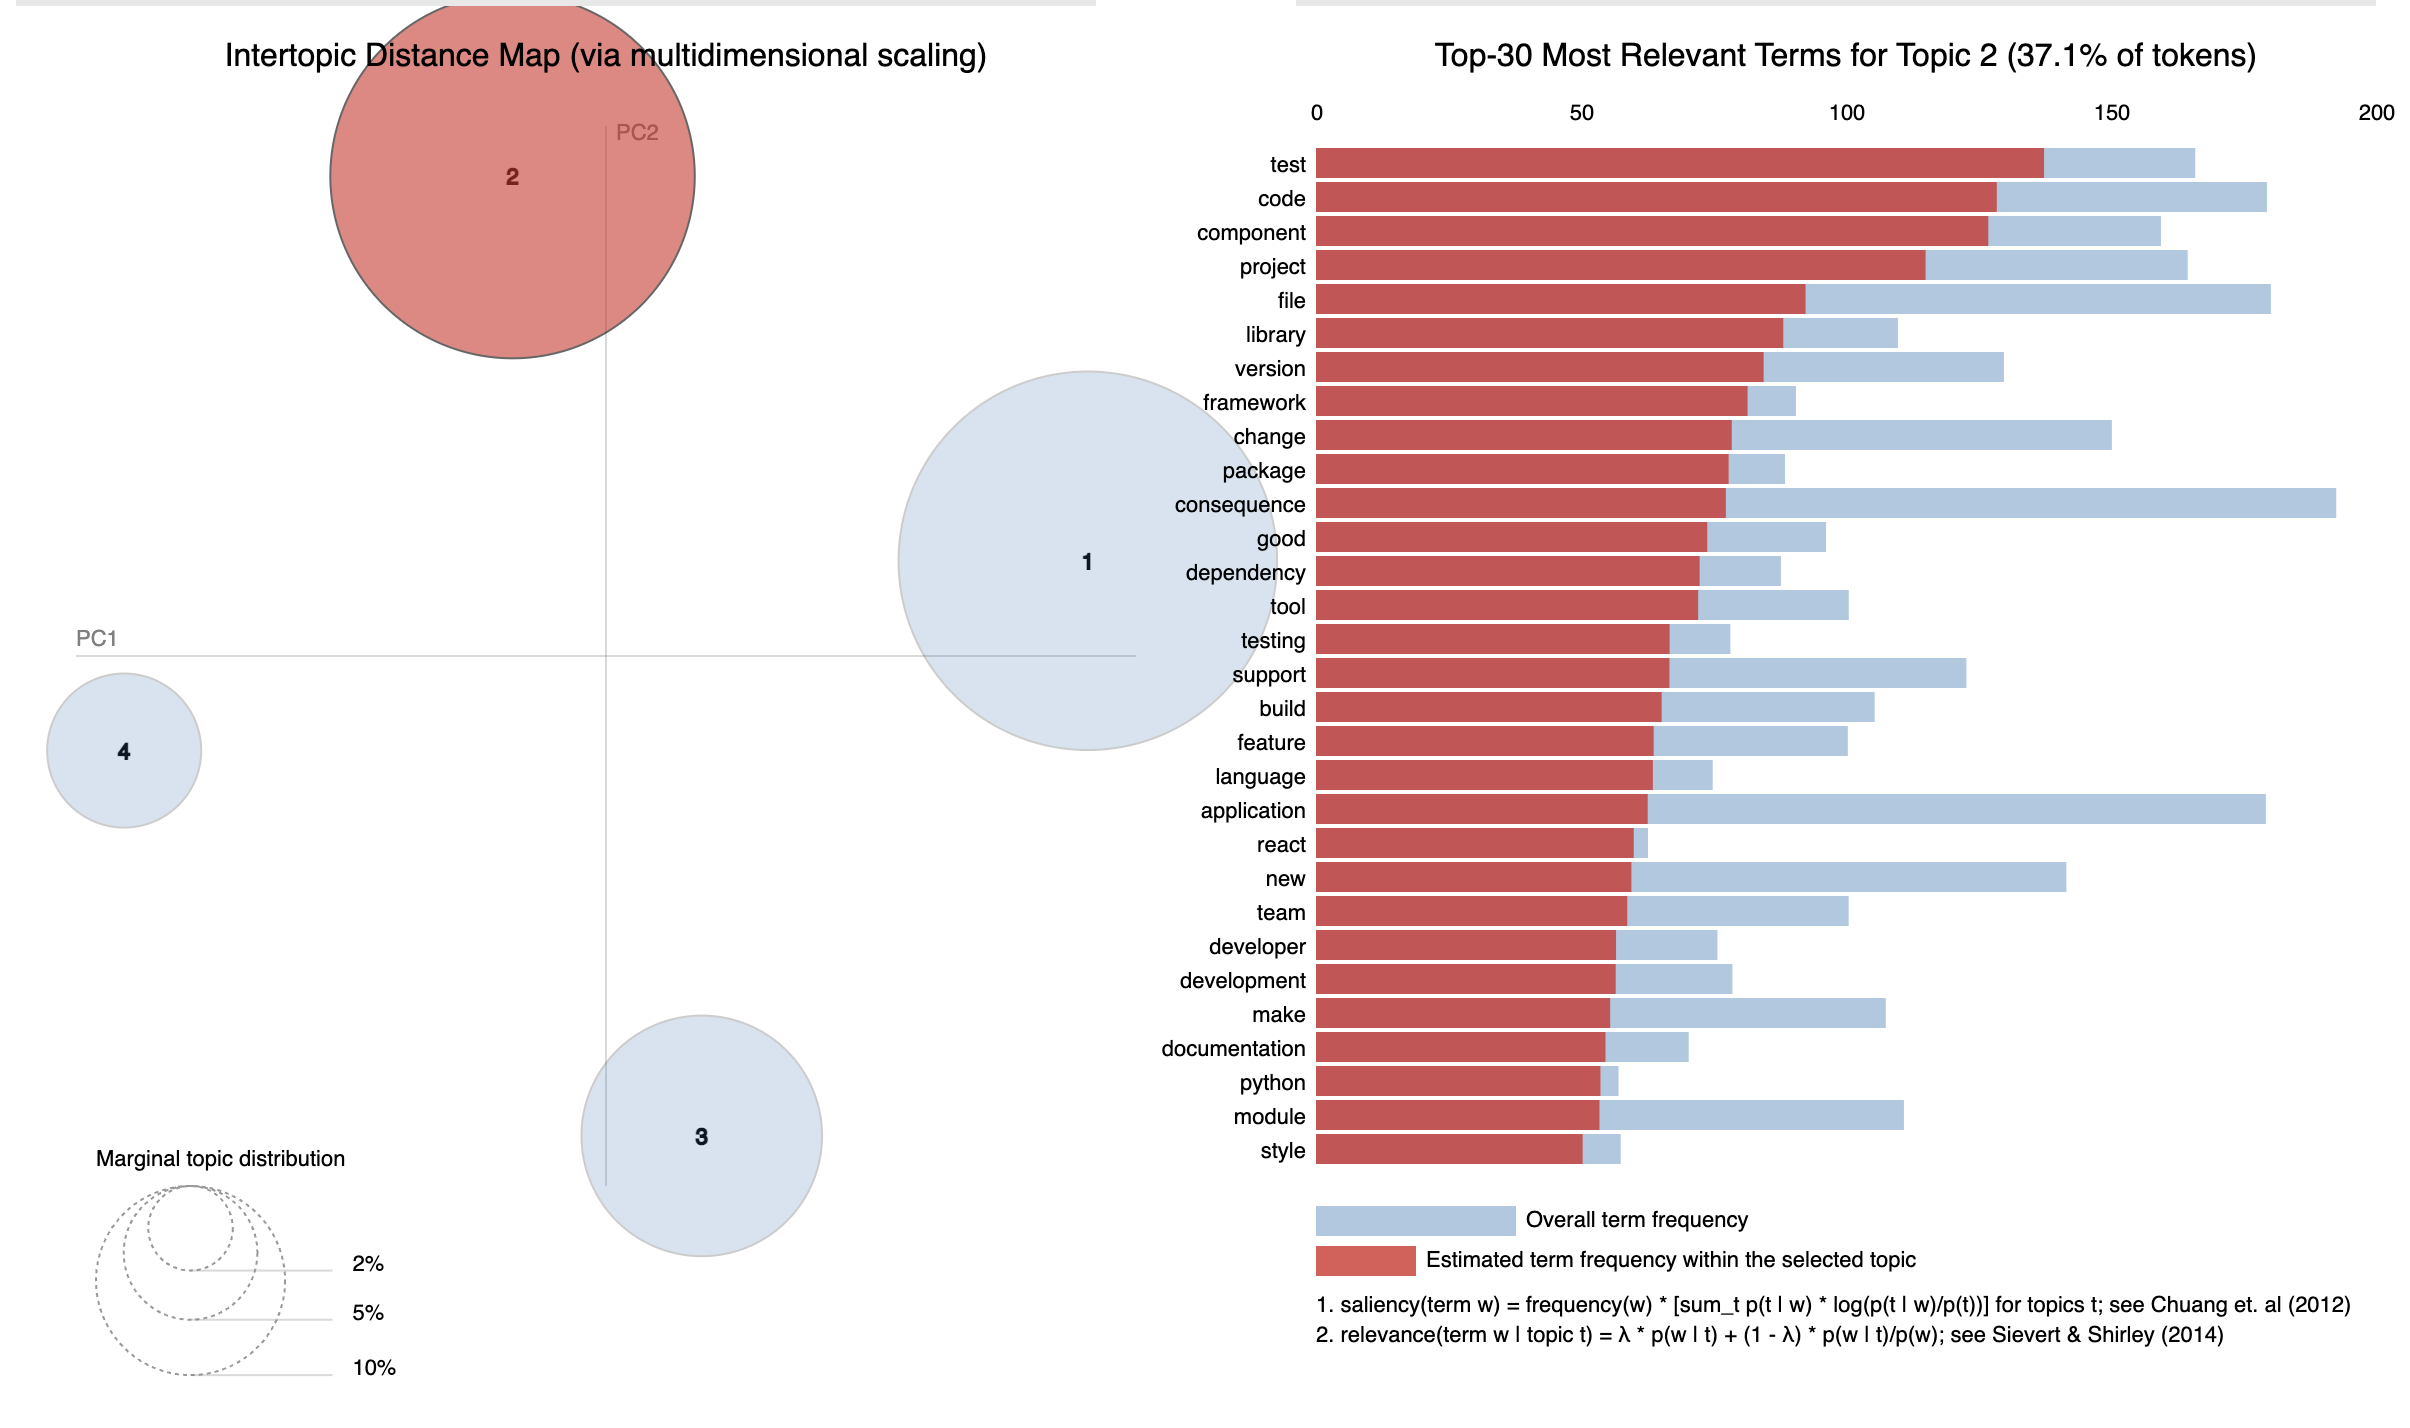 Intertopic Distance Map (via multidimensional scaling)
PC2
2
1
PC1
4
3
Marginal topic distribution
2%
5%
10%
Top-30 Most Relevant Terms for Topic 2 (37.1% of tokens)
0 50 100 150 200
test
code
component
project
file
library
version
framework
change
package
consequence
good
dependency
tool
testing
support
build
feature
language
application
react
new
team
developer
development
make
documentation
python
module
style
Overall term frequency
Estimated term frequency within the selected topic
1. saliency(term w) = frequency(w) * [sum_t p(t | w) * log(p(t | w)/p(t))] for topics t; see Chuang et. al (2012)
2. relevance(term w | topic t) = λ * p(w | t) + (1 - λ) * p(w | t)/p(w); see Sievert & Shirley (2014)